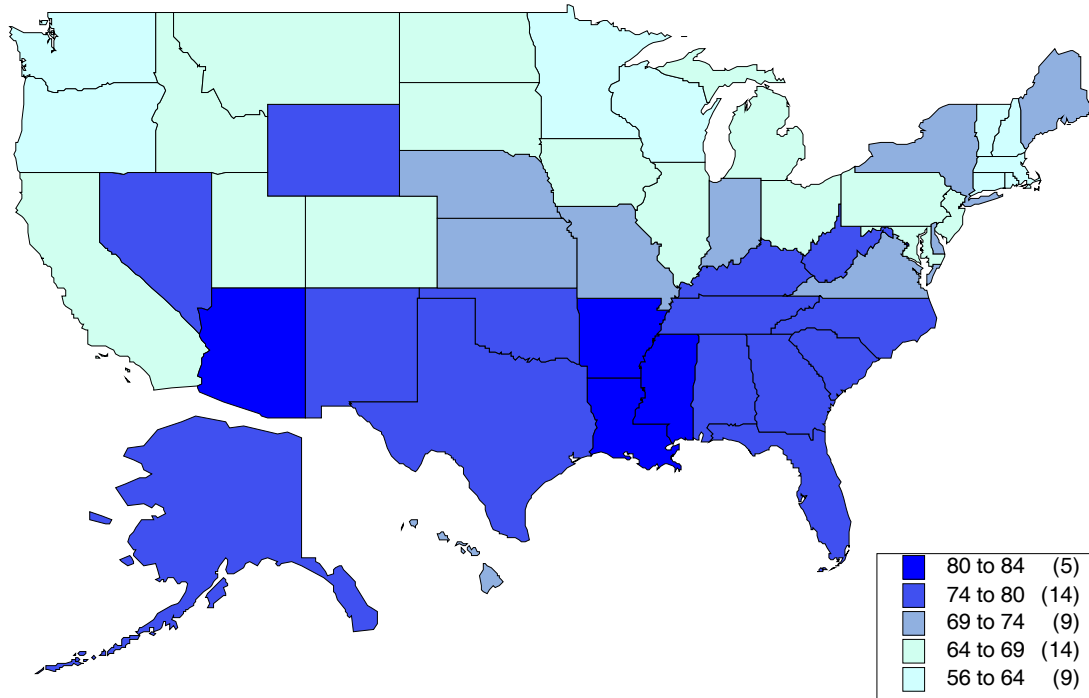 80 to 84 (5)
74 to 80 (14)
69 to 74 (9)
64 to 69 (14)
56 to 64 (9)